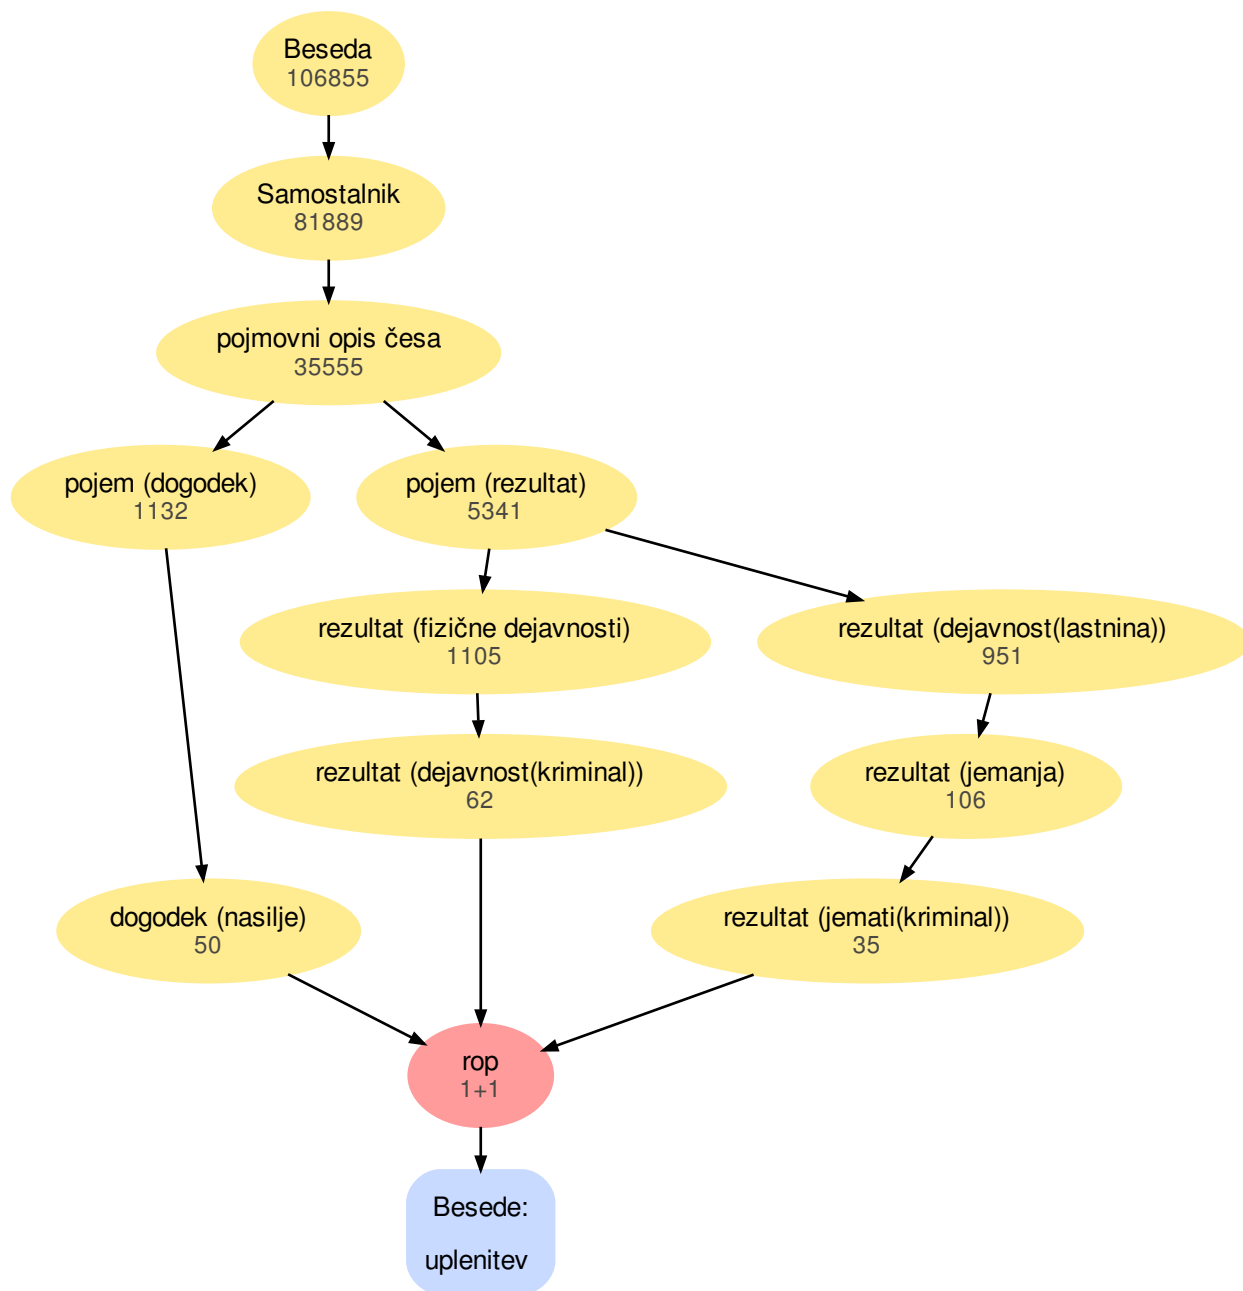 Beseda
106855
Samostalnik
81889
pojmovni opis česa
35555
pojem (dogodek)
1132
pojem (rezultat)
5341
rezultat (fizične dejavnosti)
1105
rezultat (dejavnost(lastnina))
951
rezultat (dejavnost(kriminal))
62
rezultat (jemanja)
106
dogodek (nasilje)
50
rezultat (jemati(kriminal))
35
rop
1+1
Besede:
uplenitev